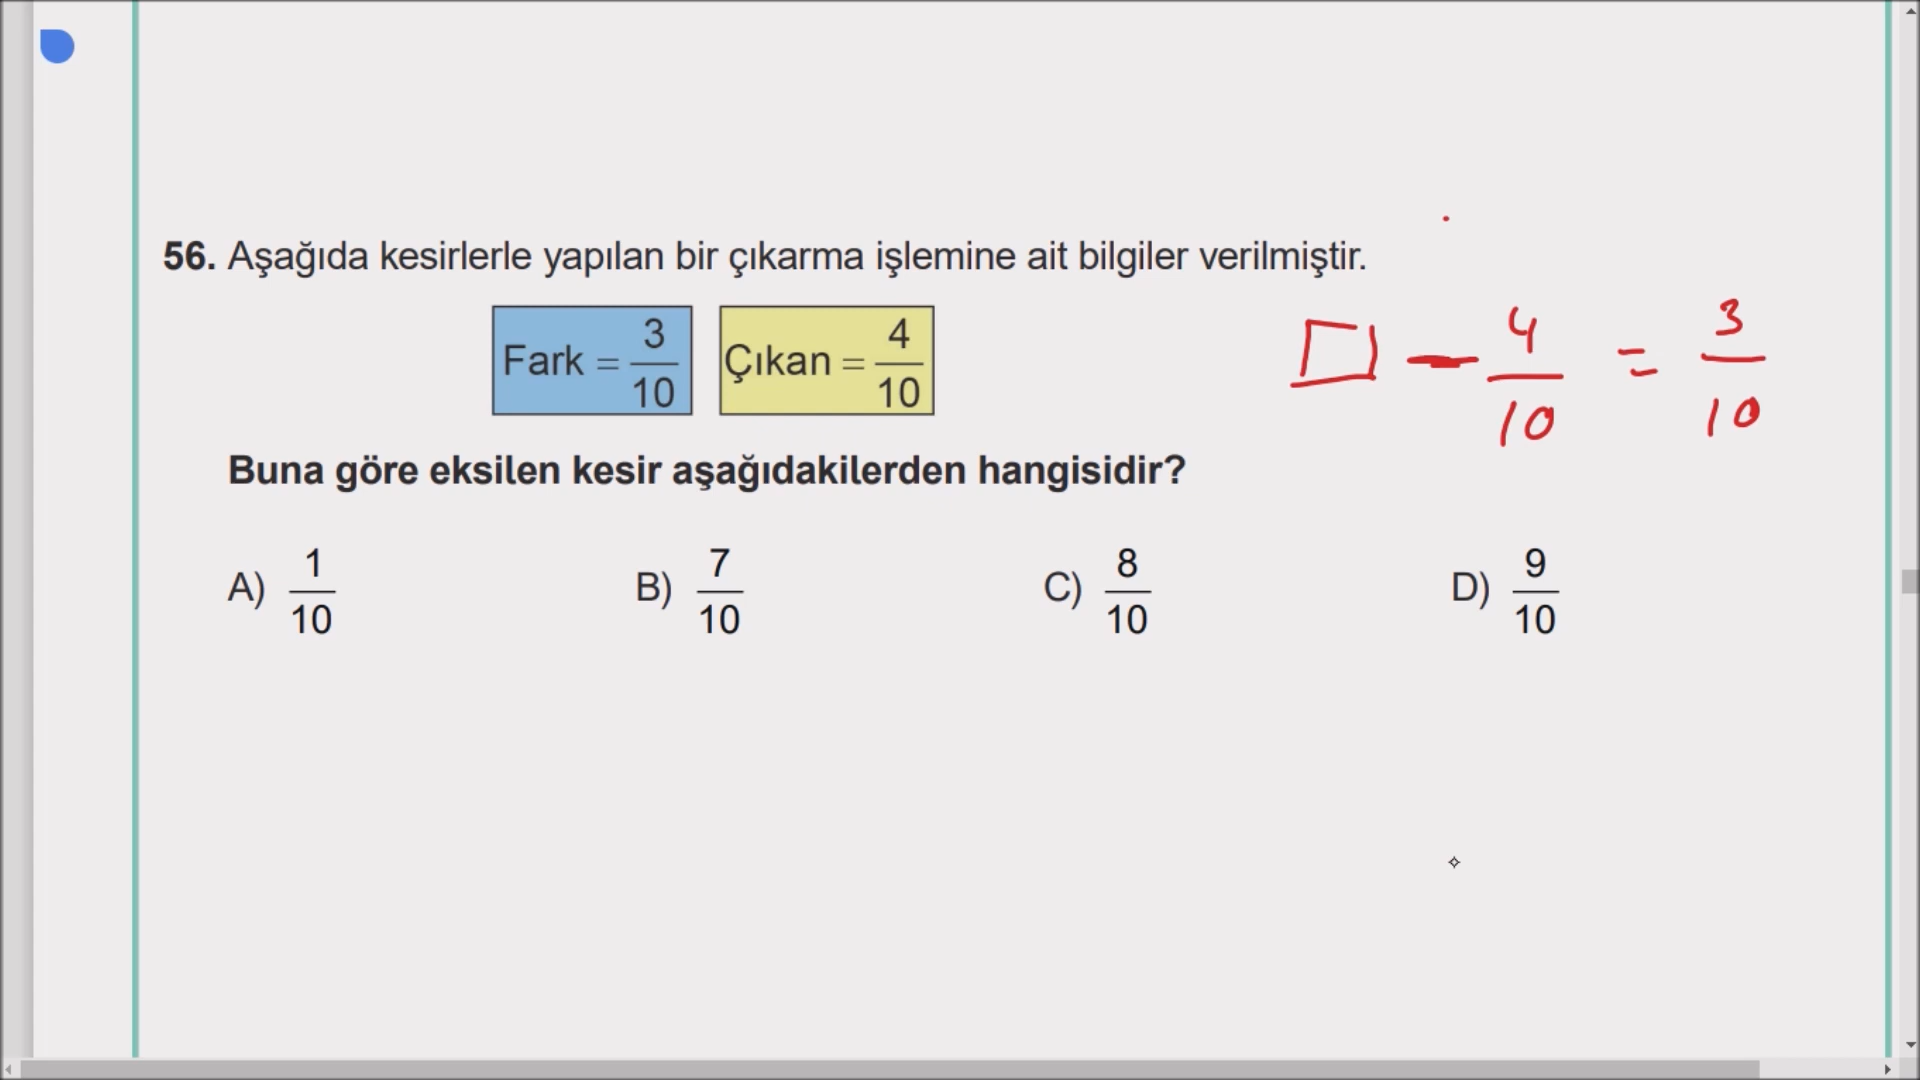 56. Aşağıda kesirlerle yapılan bir çıkarma işlemine ait bilgiler verilmiştir.
Fark = 3/10 Çıkan = 4/10
□ - 4/10 = 3/10
Buna göre eksilen kesir aşağıdakilerden hangisidir?
A) 1/10 B) 7/10 C) 8/10 D) 9/10